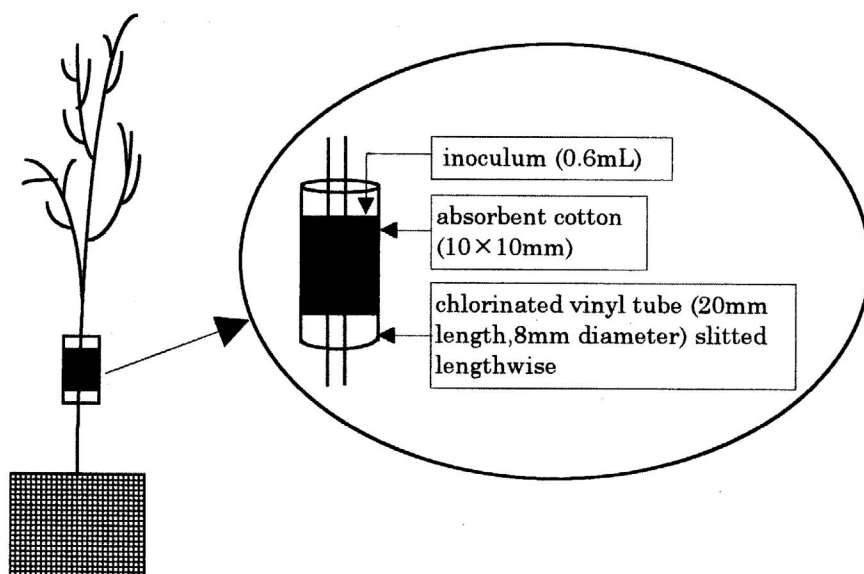 inoculum (0.6mL)
absorbent cotton
(10×10mm)
chlorinated vinyl tube (20mm
length,8mm diameter) slitted
lengthwise